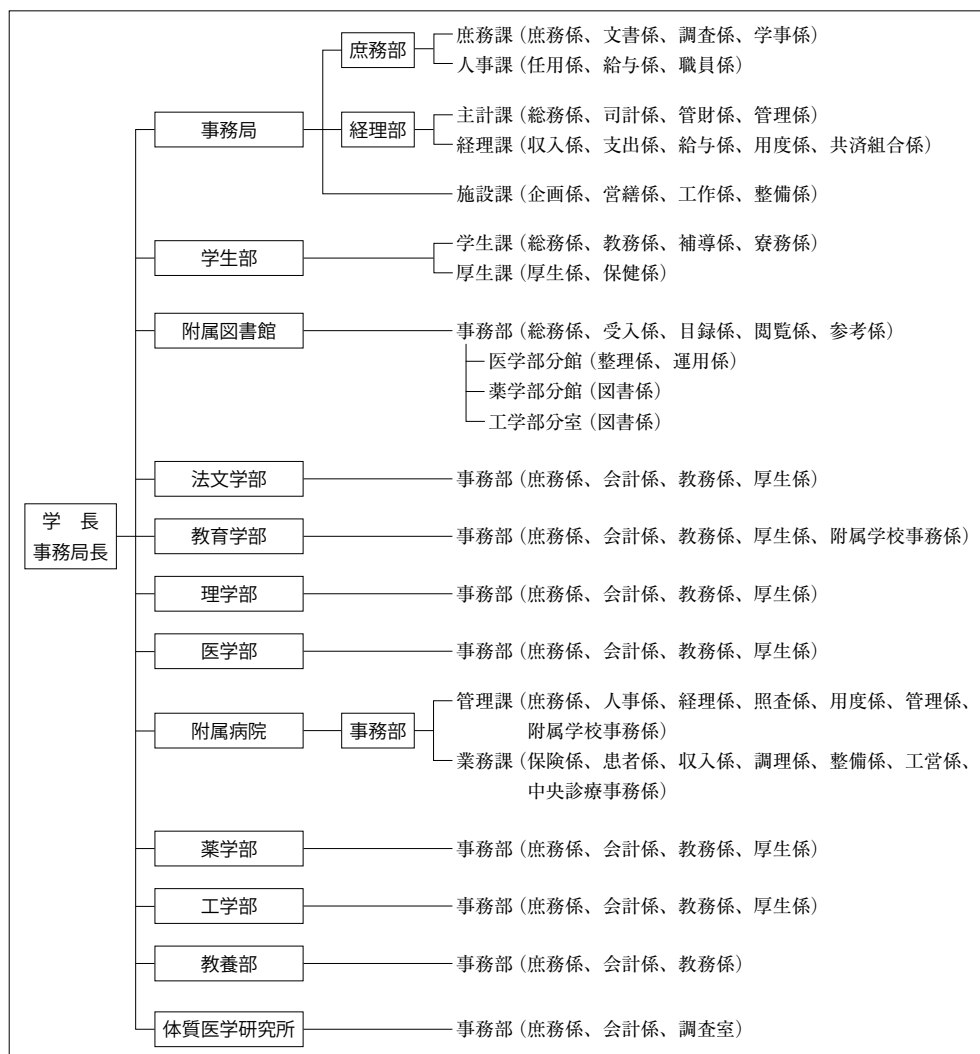 学　長
事務局長
事務局
庶務部
庶務課（庶務係、文書係、調査係、学事係）
人事課（任用係、給与係、職員係）
経理部
主計課（総務係、司計係、管財係、管理係）
経理課（収入係、支出係、給与係、用度係、共済組合係）
施設課（企画係、営繕係、工作係、整備係）
学生部
学生課（総務係、教務係、補導係、寮務係）
厚生課（厚生係、保健係）
附属図書館
事務部（総務係、受入係、目録係、閲覧係、参考係）
医学部分館（整理係、運用係）
薬学部分館（図書係）
工学部分室（図書係）
法文学部
事務部（庶務係、会計係、教務係、厚生係）
教育学部
事務部（庶務係、会計係、教務係、厚生係、附属学校事務係）
理学部
事務部（庶務係、会計係、教務係、厚生係）
医学部
事務部（庶務係、会計係、教務係、厚生係）
附属病院
事務部
管理課（庶務係、人事係、経理係、照査係、用度係、管理係、
附属学校事務係）
業務課（保険係、患者係、収入係、調理係、整備係、工営係、
中央診療事務係）
薬学部
事務部（庶務係、会計係、教務係、厚生係）
工学部
事務部（庶務係、会計係、教務係、厚生係）
教養部
事務部（庶務係、会計係、教務係）
体質医学研究所
事務部（庶務係、会計係、調査室）